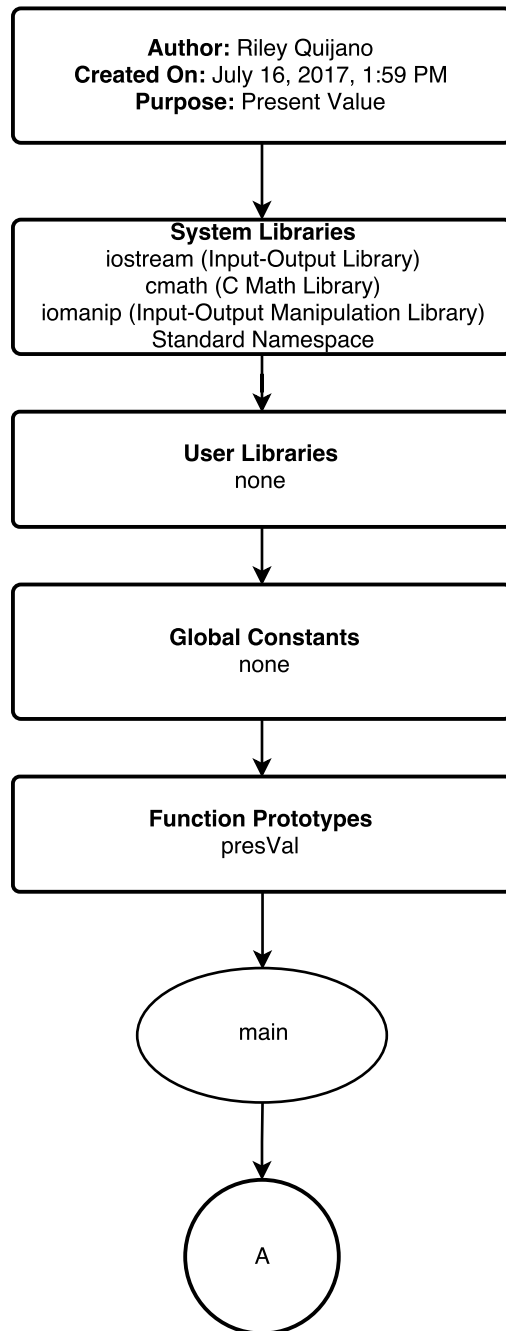 Author: Riley Quijano
Created On: July 16, 2017, 1:59 PM
Purpose: Present Value
System Libraries
iostream (Input-Output Library)
cmath (C Math Library)
iomanip (Input-Output Manipulation Library)
Standard Namespace
User Libraries
none
Global Constants
none
Function Prototypes
presVal
main
A